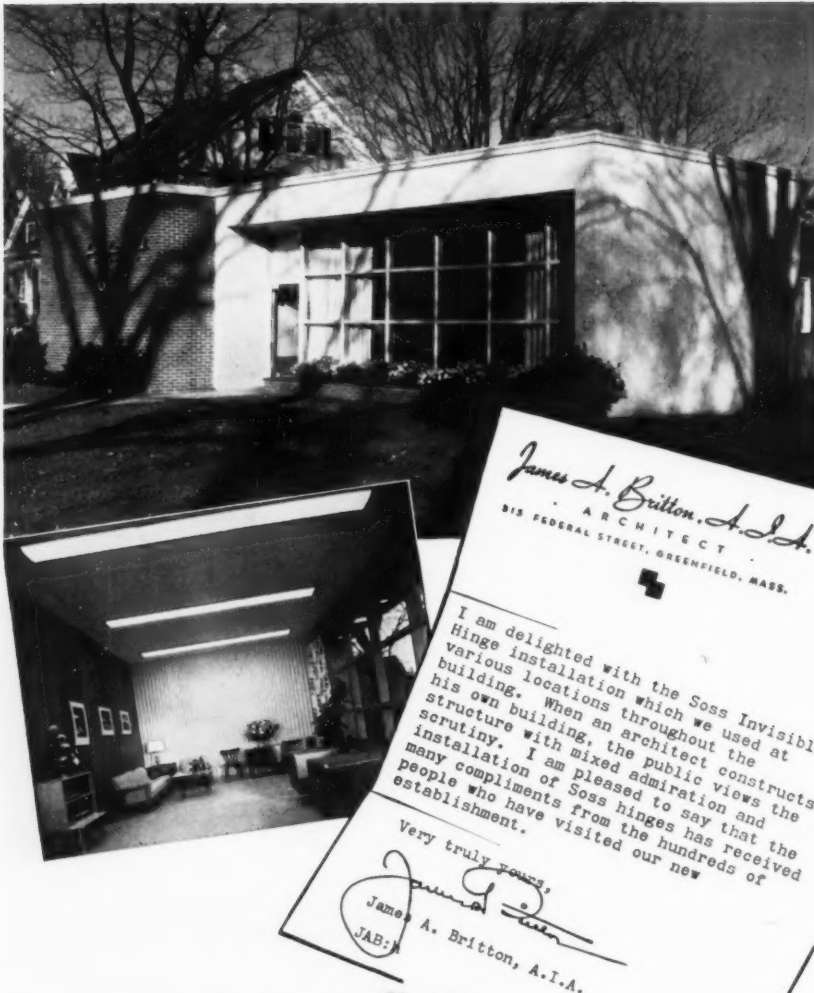 James A. Britton, A.I.A.
ARCHITECT
315 FEDERAL STREET, GREENFIELD, MASS.
I am delighted with the Soss Invisibl
Hinge installation which we used at
various locations throughout the
building. When an architect constructs
his own building, the public views the
structure with mixed admiration and
scrutiny. I am pleased to say that the
installation of Soss hinges has received
many compliments from the hundreds of
people who have visited our new
establishment.
Very truly yours,
James A. Britton, A.I.A.